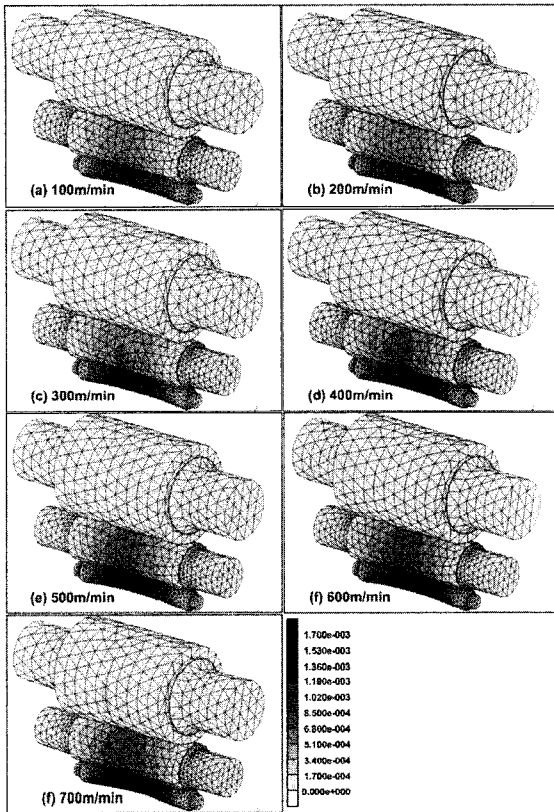 (a) 100m/min
(b) 200m/min
(c) 300m/min
(d) 400m/min
(e) 500m/min
(f) 600m/min
(f) 700m/min
1.700e-003
1.530e-003
1.360e-003
1.190e-003
1.020e-003
8.500e-004
6.800e-004
5.100e-004
3.400e-004
1.700e-004
0.000e+000